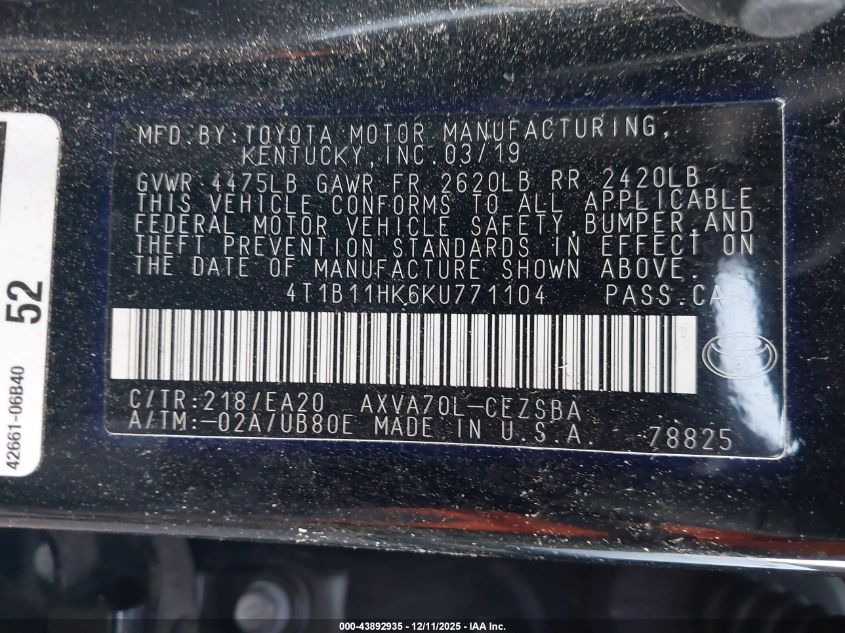 MFD.BY:TOYOTA MOTOR MANUFACTURING,
KENTUCKY,INC.03/19
GVWR 4475LB GAWR FR 2620LB RR 2420LB
THIS VEHICLE CONFORMS TO ALL APPLICABLE
FEDERAL MOTOR VEHICLE SAFETY,BUMPER,AND
THEFT PREVENTION STANDARDS IN EFFECT ON
THE DATE OF MANUFACTURE SHOWN ABOVE.
4T1B11HK6KU771104 PASS.CAR
C/TR:218/EA20 AXVA70L-CEZSBA
A/TM:-02A/UB80E MADE IN U.S.A. 78825
52
42661-06B40
000-43892935 - 12/11/2025 - IAA Inc.